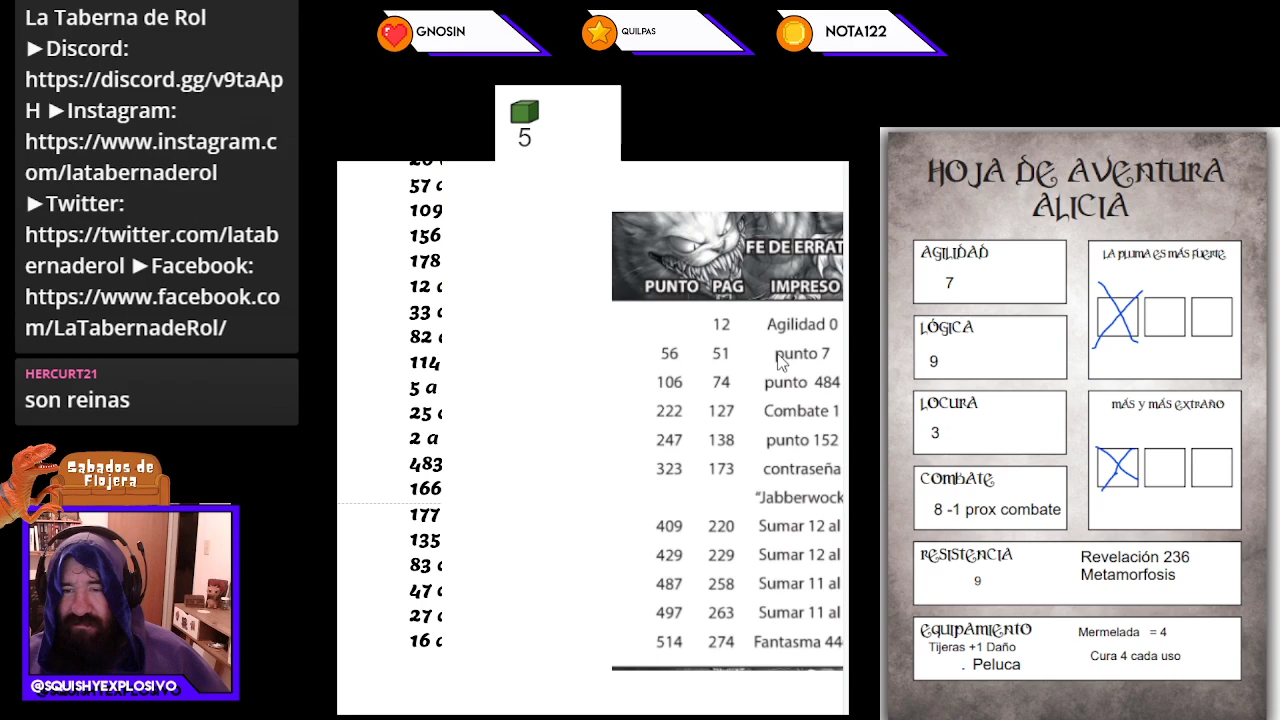 La Taberna de Rol
►Discord:
https://discord.gg/v9taAp
H ►Instagram:
https://www.instagram.c
om/latabernaderol
►Twitter:
https://twitter.com/latab
ernaderol ►Facebook:
https://www.facebook.co
m/LaTabernadeRol/
HERCURT21
son reinas
Sabados de
Flojera
@SQUISHYEXPLOSIVO
GNOSIN
QUILPAS
NOTA122
5
57
109
156
178
12
33
82
114
5 a
25
2 a
483
166
177
135
83
47
27
16
FE DE ERRAT
PUNTO PAG IMPRESO
12 Agilidad 0
56 51 punto 7
106 74 punto 484
222 127 Combate 1
247 138 punto 152
323 173 contraseña
"Jabberwock
409 220 Sumar 12 al
429 229 Sumar 12 al
487 258 Sumar 11 al
497 263 Sumar 11 al
514 274 Fantasma 44
HOJA DE AVENTURA
ALICIA
AGILIDAD
7
LÓGICA
9
LOCURA
3
COMBATE
8 -1 prox combate
LA PLUMA ES MÁS FUERTE
MÁS Y MÁS EXTRAÑO
RESISTENCIA
9
Revelación 236
Metamorfosis
EQUIPAMIENTO
Tijeras +1 Daño
. Peluca
Mermelada = 4
Cura 4 cada uso